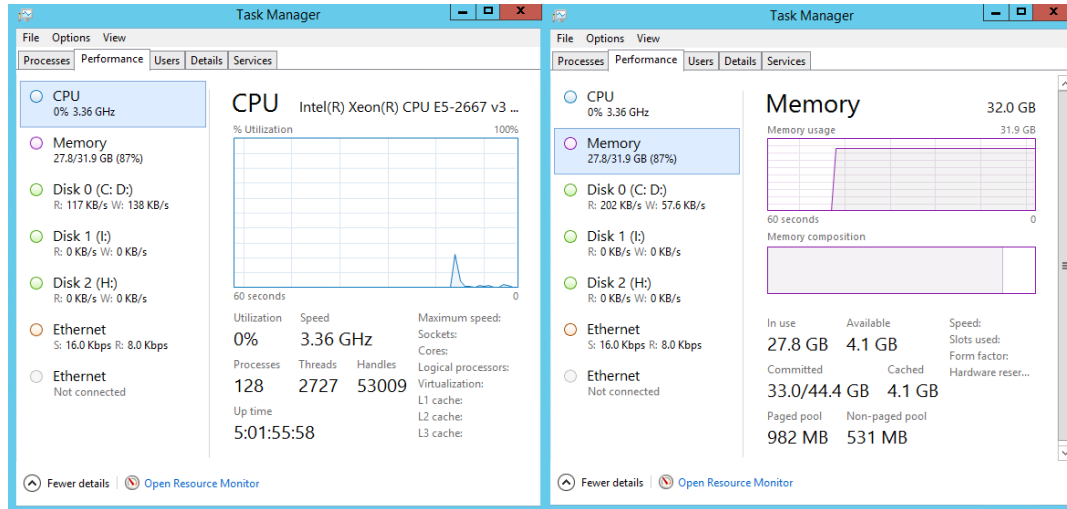 Task Manager
File Options View
Processes Performance Users Details Services
CPU
0% 3.36 GHz
Memory
27.8/31.9 GB (87%)
Disk 0 (C: D:)
R: 117 KB/s W: 138 KB/s
Disk 1 (I:)
R: 0 KB/s W: 0 KB/s
Disk 2 (H:)
R: 0 KB/s W: 0 KB/s
Ethernet
S: 16.0 Kbps R: 8.0 Kbps
Ethernet
Not connected
CPU Intel(R) Xeon(R) CPU E5-2667 v3 ...
% Utilization 100%
60 seconds 0
Utilization Speed Maximum speed:
0% 3.36 GHz Sockets:
Cores:
Processes Threads Handles Logical processors:
128 2727 53009 Virtualization:
L1 cache:
Up time L2 cache:
5:01:55:58 L3 cache:
Fewer details Open Resource Monitor
Task Manager
File Options View
Processes Performance Users Details Services
CPU
0% 3.36 GHz
Memory
27.8/31.9 GB (87%)
Disk 0 (C: D:)
R: 202 KB/s W: 57.6 KB/s
Disk 1 (I:)
R: 0 KB/s W: 0 KB/s
Disk 2 (H:)
R: 0 KB/s W: 0 KB/s
Ethernet
S: 16.0 Kbps R: 8.0 Kbps
Ethernet
Not connected
Memory 32.0 GB
Memory usage 31.9 GB
60 seconds 0
Memory composition
In use Available Speed:
27.8 GB 4.1 GB Slots used:
Form factor:
Committed Cached Hardware reser...
33.0/44.4 GB 4.1 GB
Paged pool Non-paged pool
982 MB 531 MB
Fewer details Open Resource Monitor